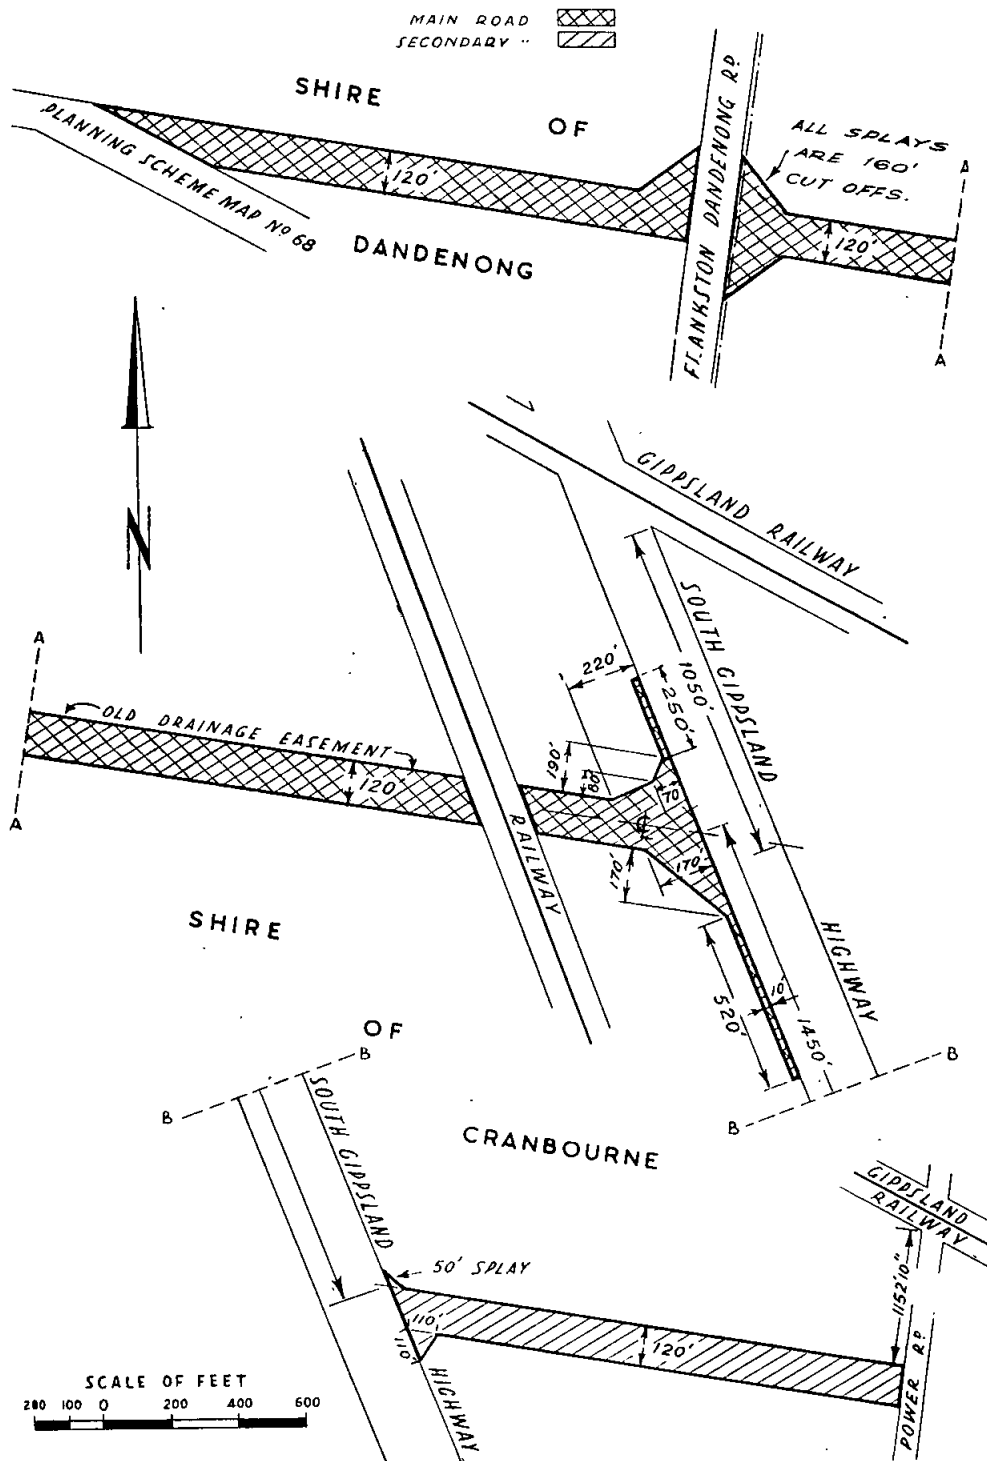 MAIN ROAD
SECONDARY "
SHIRE
OF
DANDENONG
PLANNING SCHEME MAP Nº 68
120'
FRANKSTON DANDENONG RD.
ALL SPLAYS
ARE 160'
CUT OFFS.
120'
A
A
N
GIPPSLAND RAILWAY
SOUTH GIPPSLAND
HIGHWAY
1050'
220'
250'
190'
80'
70'
170'
170'
520'
10'
1450'
A
A
OLD DRAINAGE EASEMENT
120'
RAILWAY
SHIRE
OF
CRANBOURNE
B
B
B
B
SOUTH GIPPSLAND
HIGHWAY
50' SPLAY
110'
110'
120'
GIPPSLAND
RAILWAY
1152'10"
POWER RD.
SCALE OF FEET
200 100 0 200 400 600